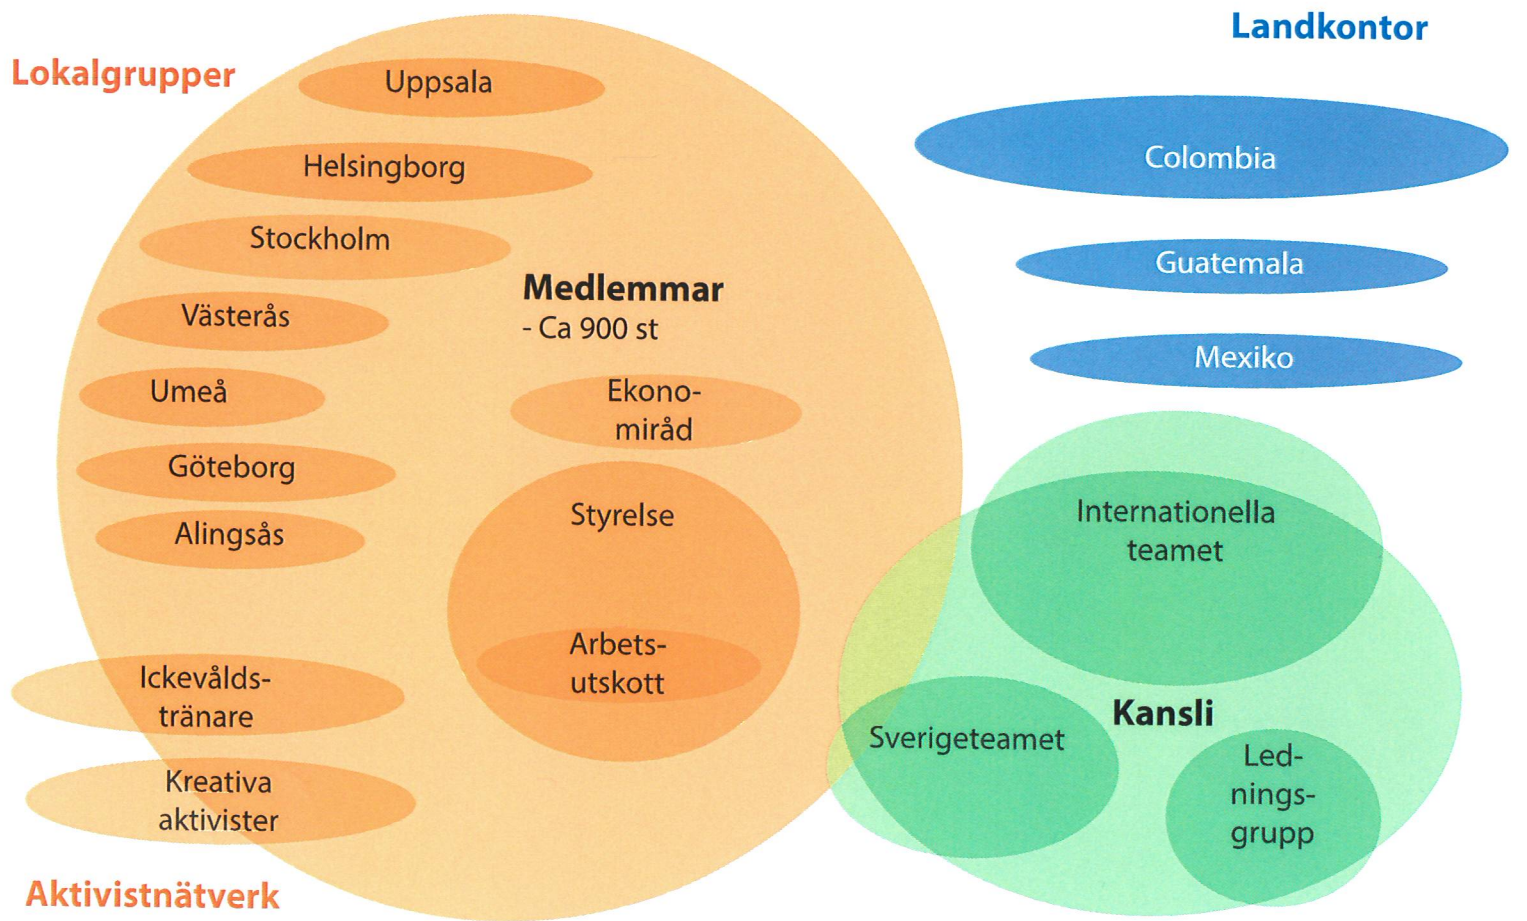 Landkontor
Lokalgrupper
Uppsala
Helsingborg
Stockholm
Västerås
Umeå
Göteborg
Alingsås
Ickevålds-
tränare
Kreativa
aktivister
Aktivistnätverk
Medlemmar
- Ca 900 st
Ekono-
miråd
Styrelse
Arbets-
utskott
Colombia
Guatemala
Mexiko
Internationella
teamet
Kansli
Sverigeteamet
Led-
nings-
grupp